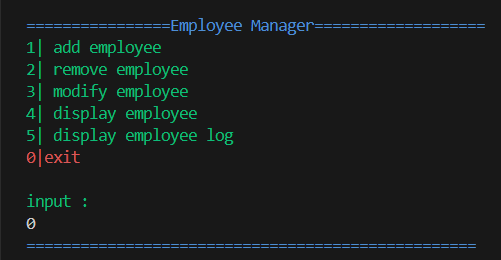 ================Employee Manager===================
1| add employee
2| remove employee
3| modify employee
4| display employee
5| display employee log
0|exit
input :
0
==================================================